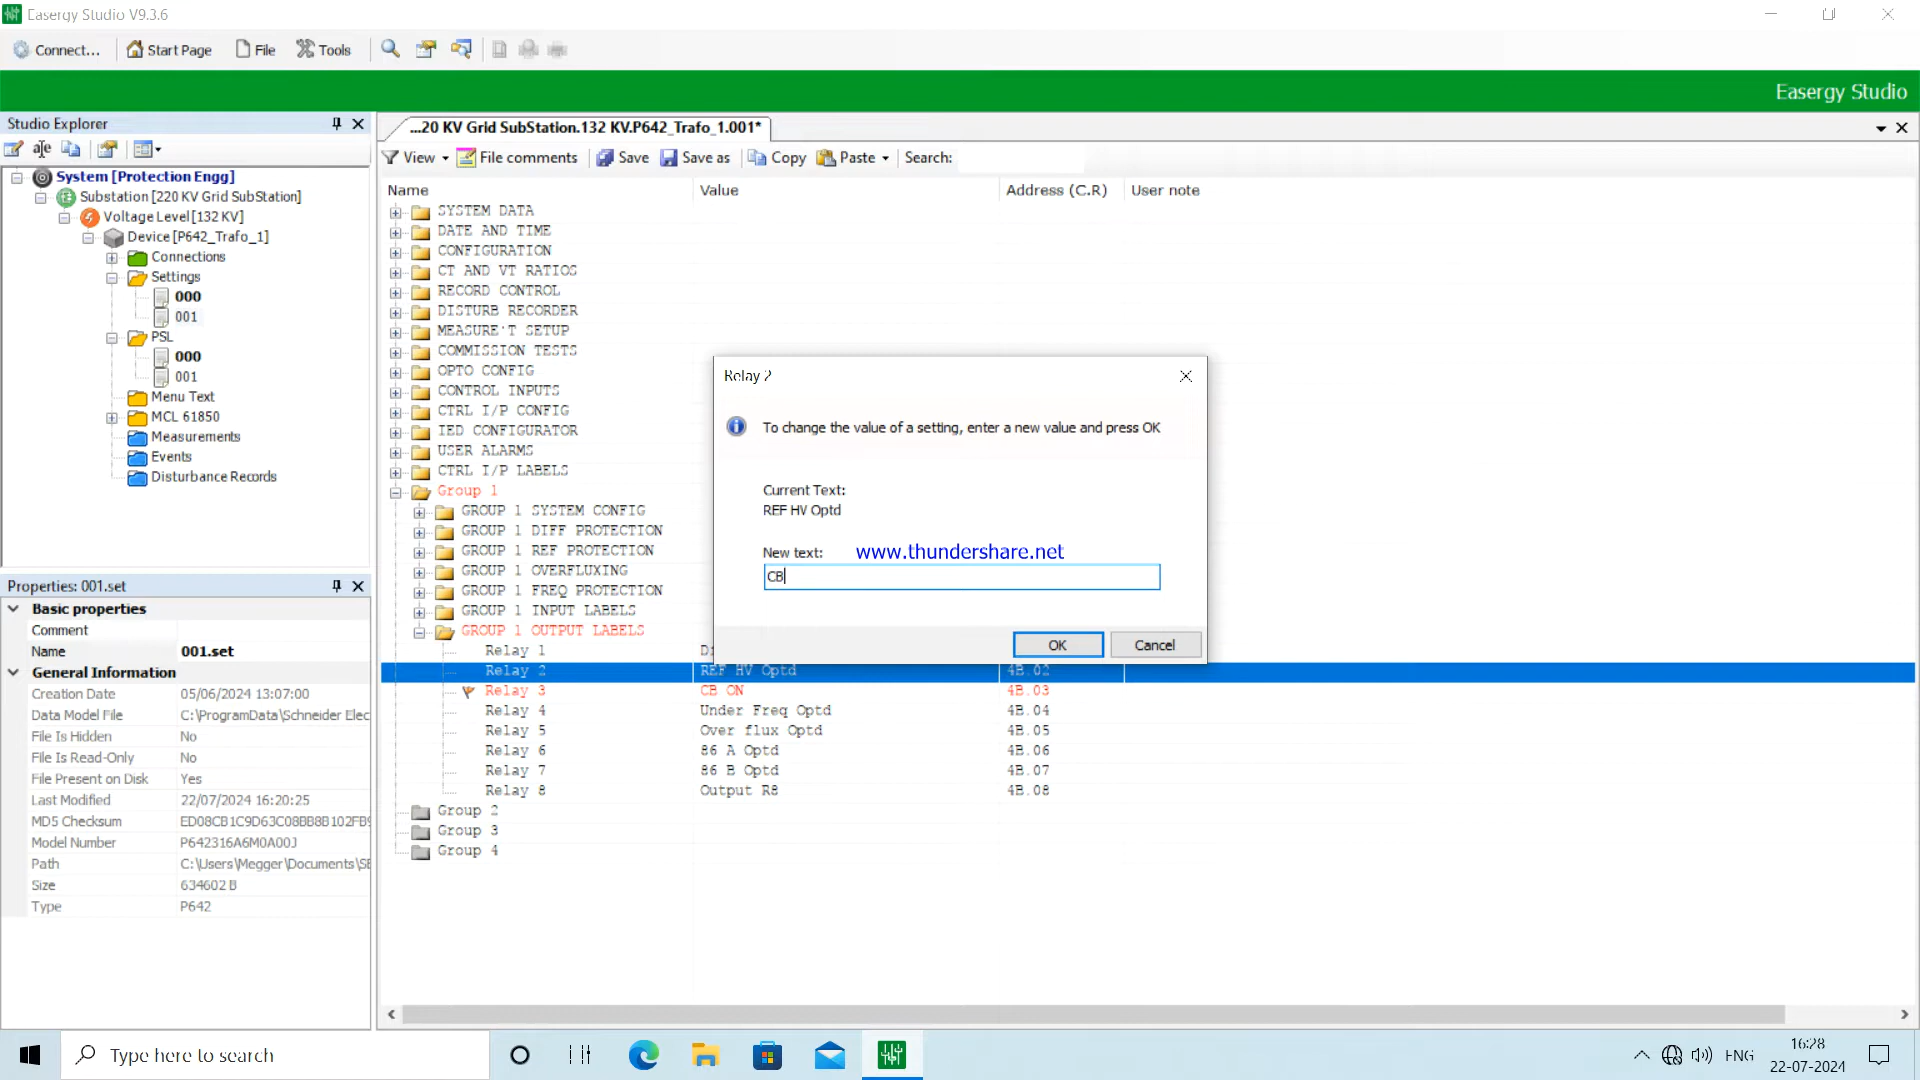 Easergy Studio V9.3.6
Connect... Start Page File Tools
Easergy Studio
Studio Explorer
System [Protection Engg]
Substation [220 KV Grid SubStation]
Voltage Level [132 KV]
Device [P642_Trafo_1]
Connections
Settings
000
001
PSL
000
001
Menu Text
MCL 61850
Measurements
Events
Disturbance Records
Properties: 001.set
Basic properties
Comment
Name 001.set
General Information
Creation Date 05/06/2024 13:07:00
Data Model File C:\ProgramData\Schneider Elec
File Is Hidden No
File Is Read-Only No
File Present on Disk Yes
Last Modified 22/07/2024 16:20:25
MD5 Checksum ED08CB1C9D63C08BB8B102FB9
Model Number P642316A6M0A00J
Path C:\Users\Megger\Documents\SE
Size 634602 B
Type P642
...20 KV Grid SubStation.132 KV.P642_Trafo_1.001*
View File comments Save Save as Copy Paste Search:
Name Value Address (C.R) User note
SYSTEM DATA
DATE AND TIME
CONFIGURATION
CT AND VT RATIOS
RECORD CONTROL
DISTURB RECORDER
MEASURE'T SETUP
COMMISSION TESTS
OPTO CONFIG
CONTROL INPUTS
CTRL I/P CONFIG
IED CONFIGURATOR
USER ALARMS
CTRL I/P LABELS
Group 1
GROUP 1 SYSTEM CONFIG
GROUP 1 DIFF PROTECTION
GROUP 1 REF PROTECTION
GROUP 1 OVERFLUXING
GROUP 1 FREQ PROTECTION
GROUP 1 INPUT LABELS
GROUP 1 OUTPUT LABELS
Relay 1
Relay 2 REF HV Optd 4B.02
Relay 3 CB ON 4B.03
Relay 4 Under Freq Optd 4B.04
Relay 5 Over flux Optd 4B.05
Relay 6 86 A Optd 4B.06
Relay 7 86 B Optd 4B.07
Relay 8 Output R8 4B.08
Group 2
Group 3
Group 4
Relay 2
To change the value of a setting, enter a new value and press OK
Current Text:
REF HV Optd
New text: www.thundershare.net
CB
OK Cancel
Type here to search
ENG
16:28
22-07-2024